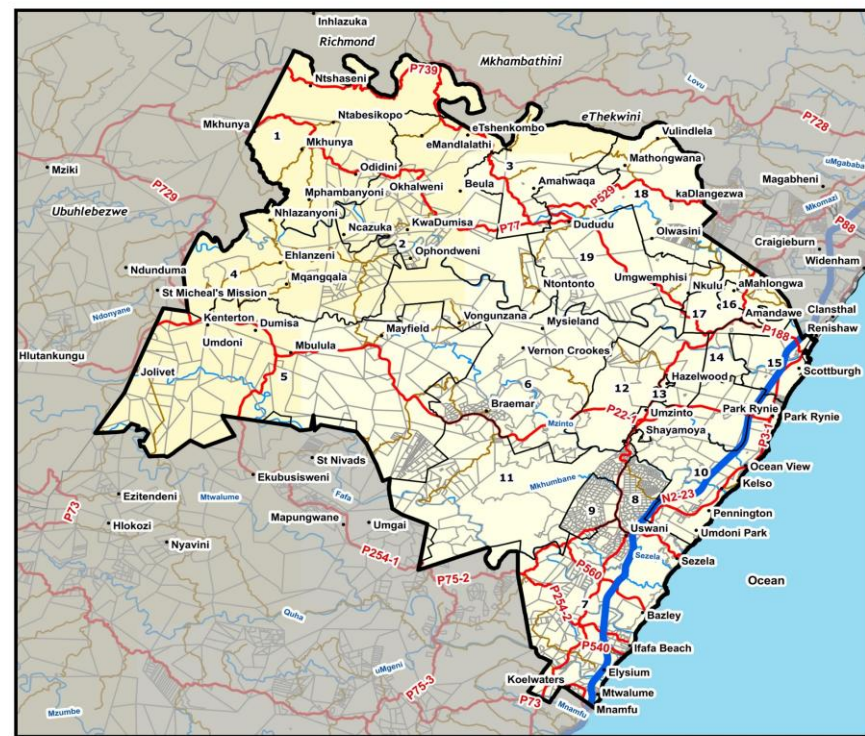 Inhlazuka
Richmond
Mkhambathini
P739
Ntshaseni
Lovu
P728
Ntabesikopo
eTshenkombo
eThekwini
Mkhunya
1
eMandlalathi
Vulindlela
uMgababa
Mkhunya
3
Mathongwana
Mziki
Odidini
Magabheni
P729
Okhalweni
Beula
Amahwaqa
P529
18
kaDlangezwa
Mphambanyoni
Mkomazi
Ubuhlebezwe
Nhlazanyoni
KwaDumisa
P77
Dududu
P88
Ncazuka
2
Olwasini
Craigieburn
Ophondweni
Widenham
Ehlanzeni
19
Ndunduma
4
Mqangqala
Ntontonto
Umgwemphisi
Nkulu
aMahlongwa
St Micheal's Mission
16
Clansthal
Ndonyane
17
Amandawe
Renishaw
Kenterton
Vongunzana
Mysieland
P188
Dumisa
Mayfield
Umdoni
14
Hlutankungu
Mbulula
Vernon Crookes
15
Scottburgh
Jolivet
5
6
Hazelwood
12
13
Braemar
P22-1
Umzinto
Park Rynie
Park Rynie
Mzinto
Shayamoya
P3-1
St Nivads
Ocean View
Ekubusisweni
11
Mkhumbane
10
Kelso
Ezitendeni
Mtwalume
Fafa
9
8
N2-23
P73
Pennington
Hlokozi
Mapungwane
Umgai
Uswani
Umdoni Park
Nyavini
P254-1
Sezela
Sezela
P75-2
P560
Ocean
P254-2
7
Bazley
Quha
P540
Ifafa Beach
uMgeni
Elysium
P75-3
Koelwaters
Mtwalume
P73
Mnamfu
Mzumbe
Mnamfu